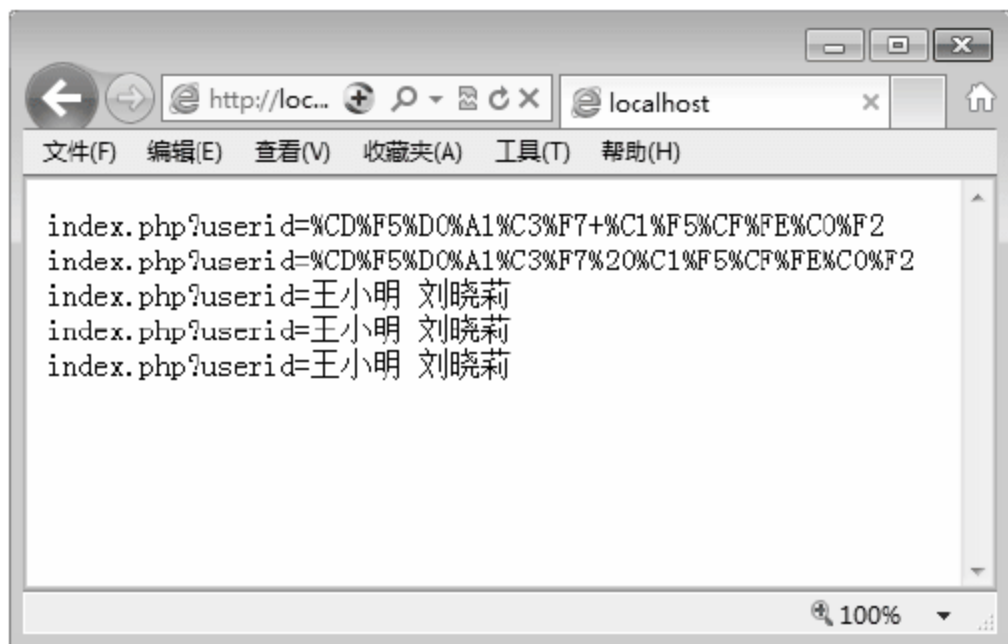 http://loc...
localhost
文件(F) 编辑(E) 查看(V) 收藏夹(A) 工具(T) 帮助(H)
index.php?userid=%CD%F5%D0%A1%C3%F7+%C1%F5%CF%FE%C0%F2
index.php?userid=%CD%F5%D0%A1%C3%F7%20%C1%F5%CF%FE%C0%F2
index.php?userid=王小明 刘晓莉
index.php?userid=王小明 刘晓莉
index.php?userid=王小明 刘晓莉
100%